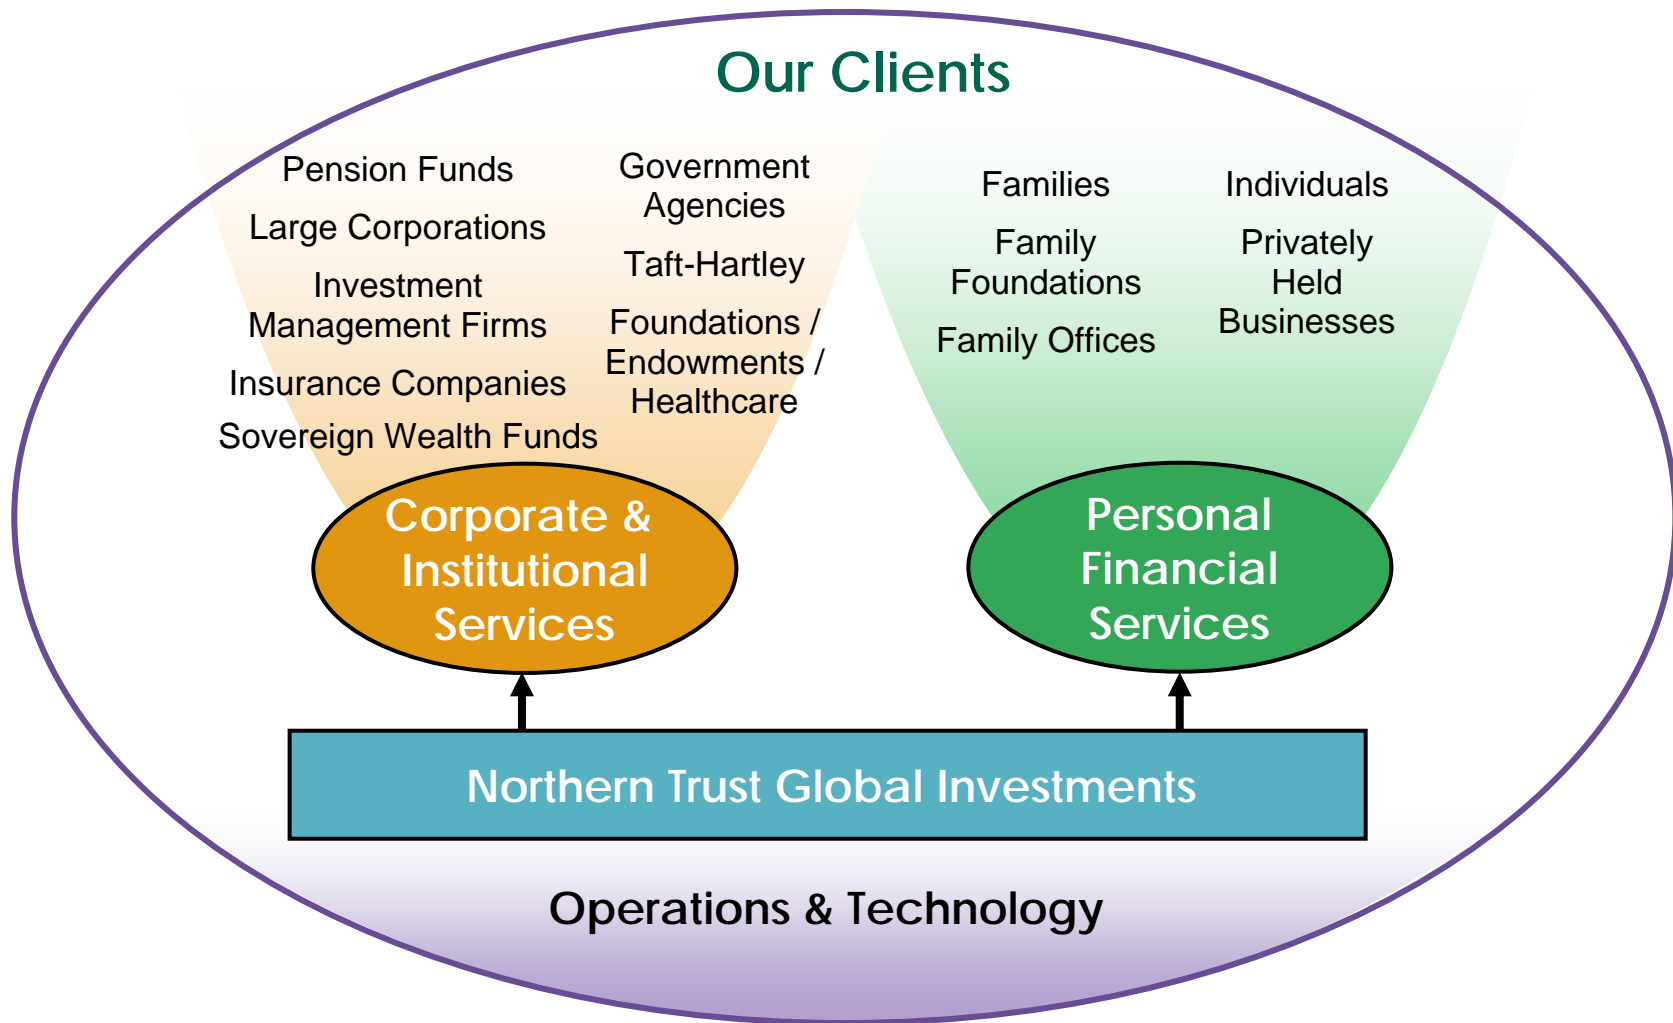 Our Clients
Pension Funds
Large Corporations
Investment
Management Firms
Insurance Companies
Sovereign Wealth Funds
Government
Agencies
Taft-Hartley
Foundations /
Endowments /
Healthcare
Families
Family
Foundations
Family Offices
Individuals
Privately
Held
Businesses
Corporate &
Institutional
Services
Personal
Financial
Services
Northern Trust Global Investments
Operations & Technology